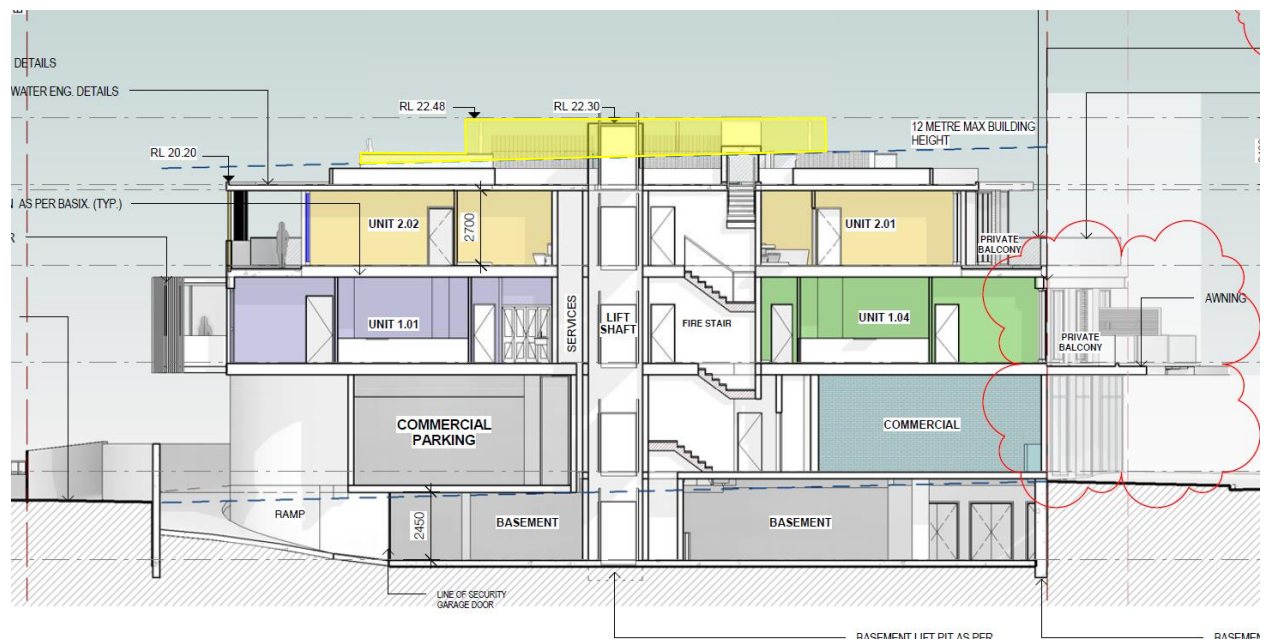 DETAILS
WATER ENG. DETAILS
RL 22.48
RL 22.30
12 METRE MAX BUILDING
HEIGHT
RL 20.20
AS PER BASIX. (TYP.)
UNIT 2.02
2700
UNIT 2.01
PRIVATE
BALCONY
UNIT 1.01
SERVICES
LIFT
SHAFT
FIRE STAIR
UNIT 1.04
PRIVATE
BALCONY
AWNING
COMMERCIAL
PARKING
COMMERCIAL
RAMP
2450
BASEMENT
BASEMENT
LINE OF SECURITY
GARAGE DOOR
BASEMENT LIFT PIT AS PER
BASEMEN